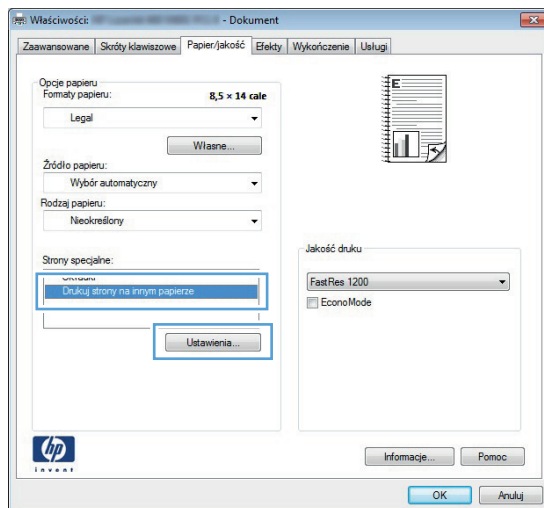 Właściwości: - Dokument
Zaawansowane Skróty klawiszowe Papier/jakość Efekty Wykończenie Usługi
Opcje papieru
Formaty papieru: 8,5 × 14 cale
Legal
Własne...
Źródło papieru:
Wybór automatyczny
Rodzaj papieru:
Nieokreślony
Strony specjalne:
Drukuj strony na innym papierze
Ustawienia...
Jakość druku
FastRes 1200
EconoMode
E
hp
invent
Informacje... Pomoc
OK Anuluj